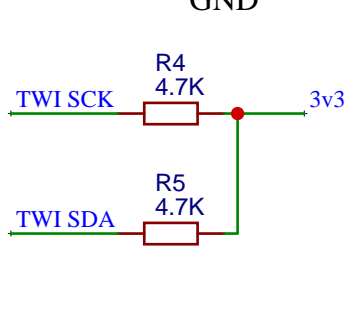 GND
R4
4.7K
TWI SCK
3v3
R5
4.7K
TWI SDA